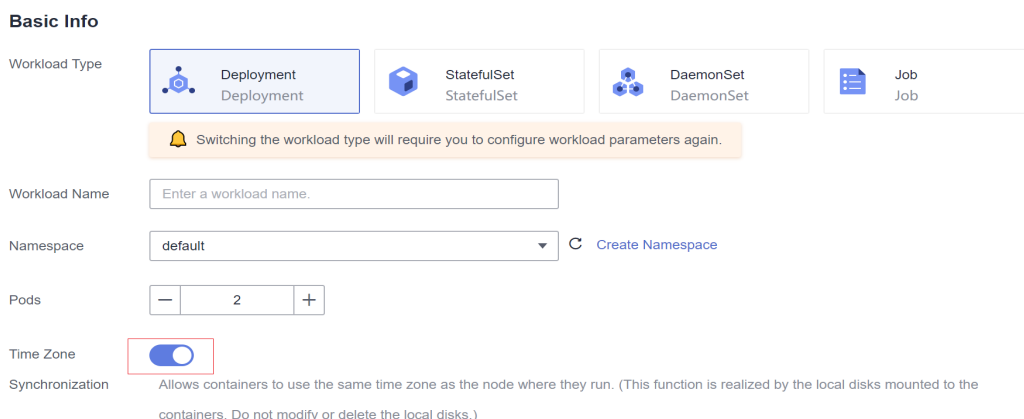 Basic Info
Workload Type
Deployment
Deployment
StatefulSet
StatefulSet
DaemonSet
DaemonSet
Job
Job
Switching the workload type will require you to configure workload parameters again.
Workload Name
Enter a workload name.
Namespace
default
Create Namespace
Pods
2
Time Zone
Synchronization
Allows containers to use the same time zone as the node where they run. (This function is realized by the local disks mounted to the
containers. Do not modify or delete the local disks.)